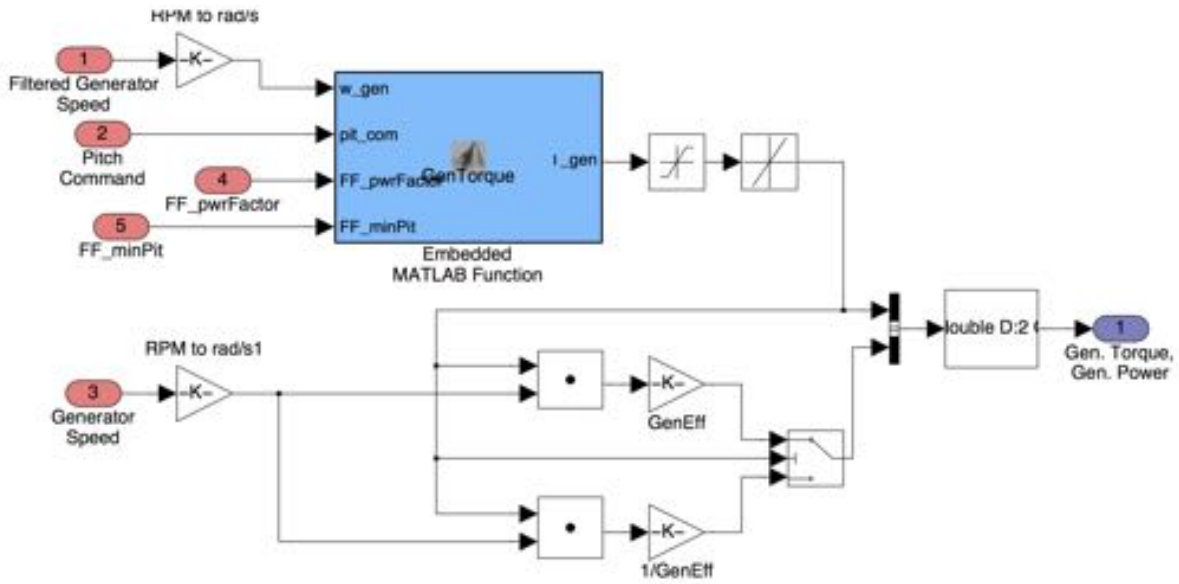 RPM to rad/s
1
-K-
Filtered Generator
Speed
w_gen
2
pit_com
Pitch
Command
GenTorque
4
FF_pwrFactor
FF_pwrFactor
5
FF_minPit
FF_minPit
Embedded
MATLAB Function
RPM to rad/s1
3
-K-
Generator
Speed
-K-
GenEff
-K-
1/GenEff
ouble D:2
1
Gen. Torque,
Gen. Power